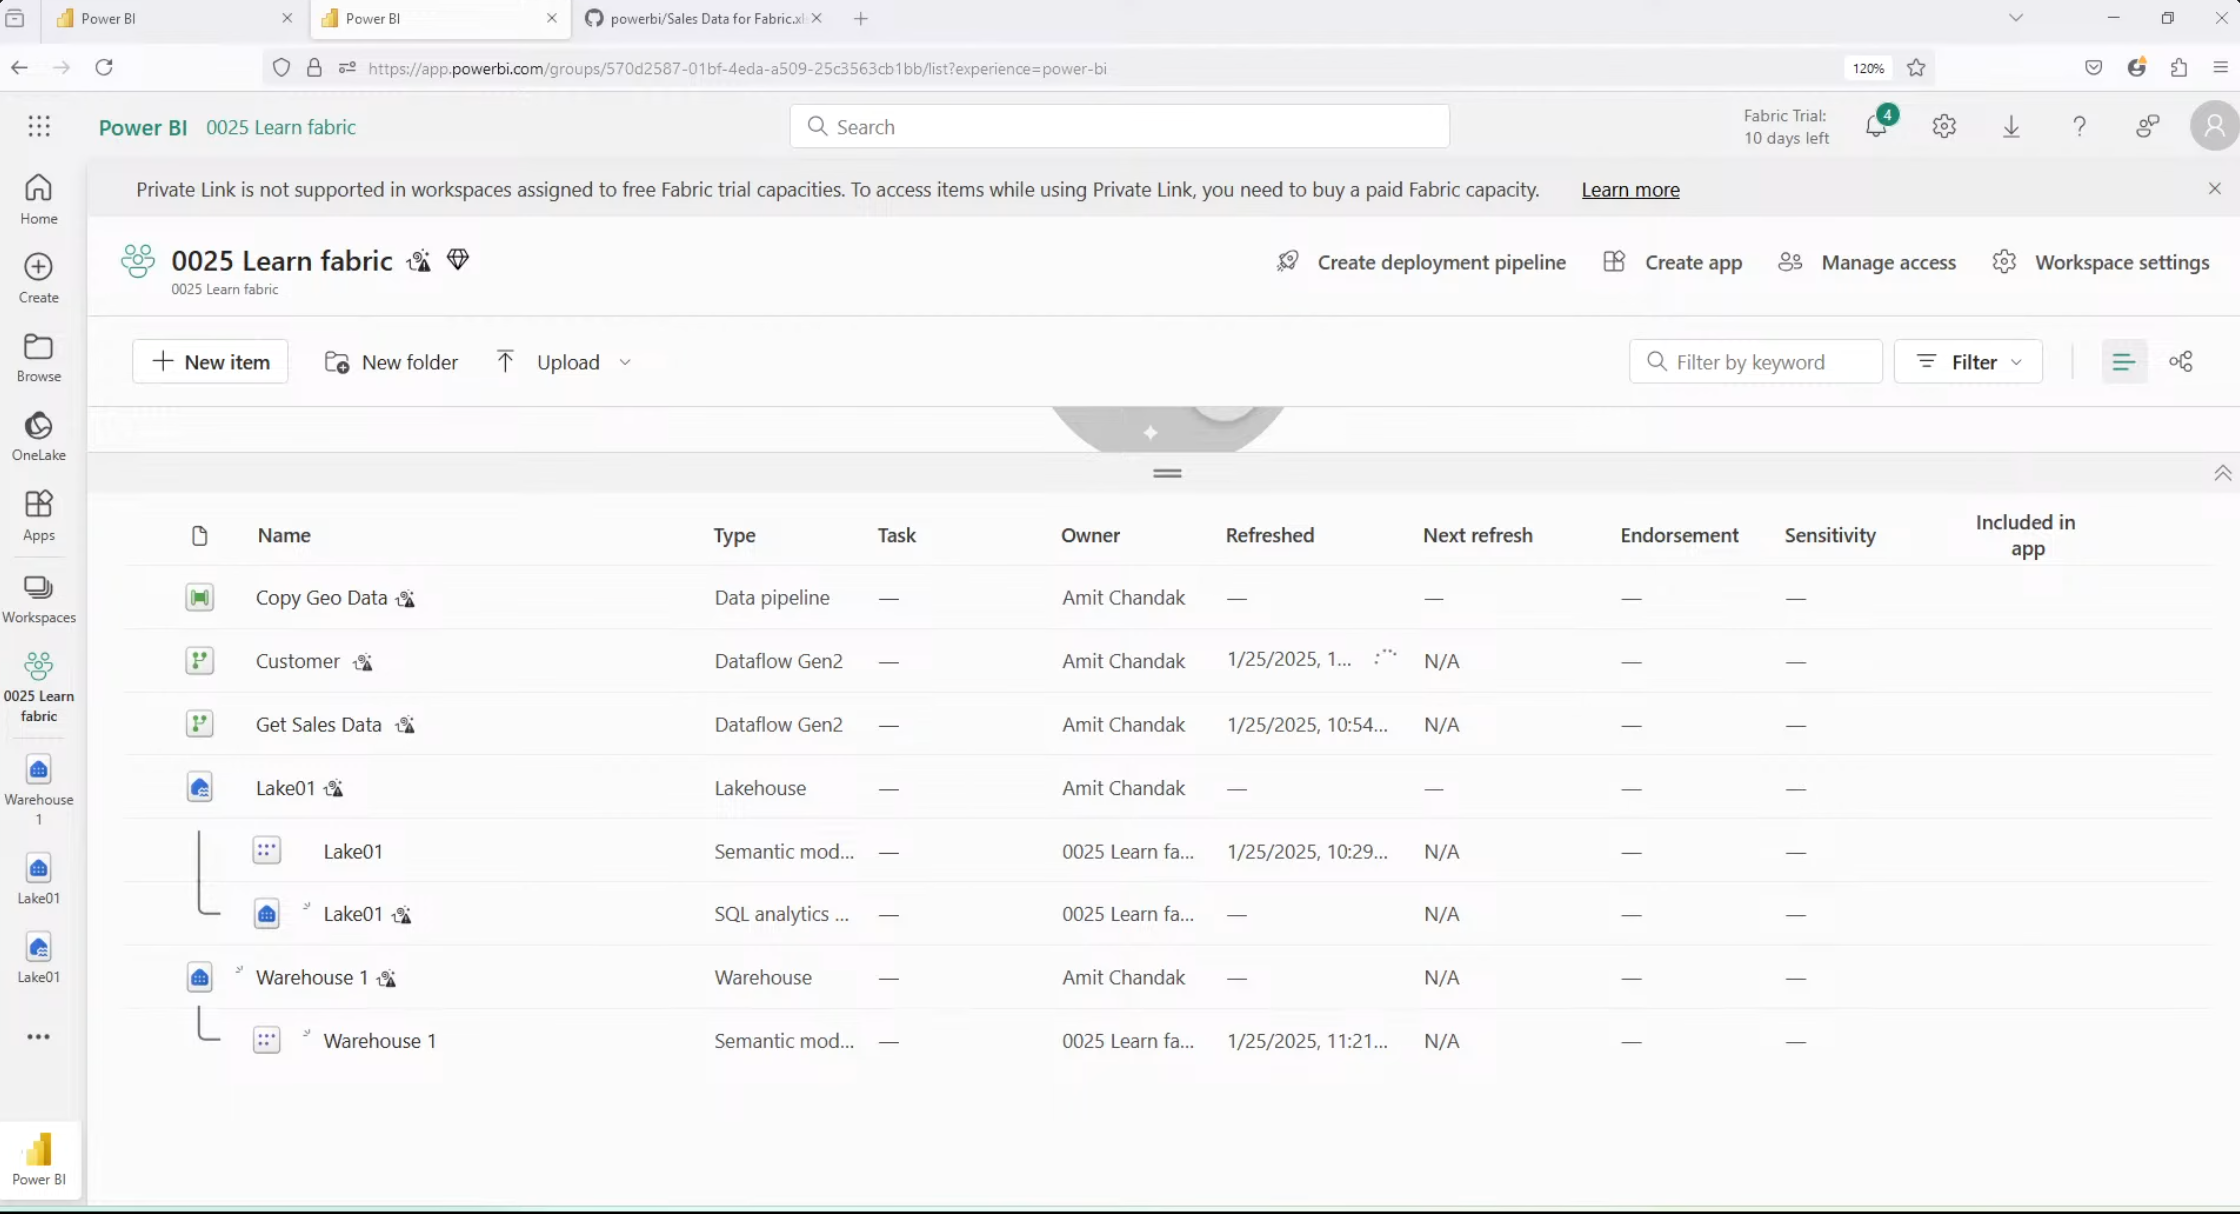 Power BI
Power BI
powerbi/Sales Data for Fabric.xl
https://app.powerbi.com/groups/570d2587-01bf-4eda-a509-25c3563cb1bb/list?experience=power-bi
120%
Power BI 0025 Learn fabric
Search
Fabric Trial:
10 days left
4
Private Link is not supported in workspaces assigned to free Fabric trial capacities. To access items while using Private Link, you need to buy a paid Fabric capacity. Learn more
Home
Create
Browse
OneLake
Apps
Workspaces
0025 Learn
fabric
Warehouse
1
Lake01
Lake01
Power BI
0025 Learn fabric
0025 Learn fabric
Create deployment pipeline Create app Manage access Workspace settings
New item New folder Upload
Filter by keyword Filter
Name Type Task Owner Refreshed Next refresh Endorsement Sensitivity Included in
app
Copy Geo Data Data pipeline — Amit Chandak — — — —
Customer Dataflow Gen2 — Amit Chandak 1/25/2025, 1... N/A — —
Get Sales Data Dataflow Gen2 — Amit Chandak 1/25/2025, 10:54... N/A — —
Lake01 Lakehouse — Amit Chandak — — — —
Lake01 Semantic mod... — 0025 Learn fa... 1/25/2025, 10:29... N/A — —
Lake01 SQL analytics ... — 0025 Learn fa... — N/A — —
Warehouse 1 Warehouse — Amit Chandak — N/A — —
Warehouse 1 Semantic mod... — 0025 Learn fa... 1/25/2025, 11:21... N/A — —